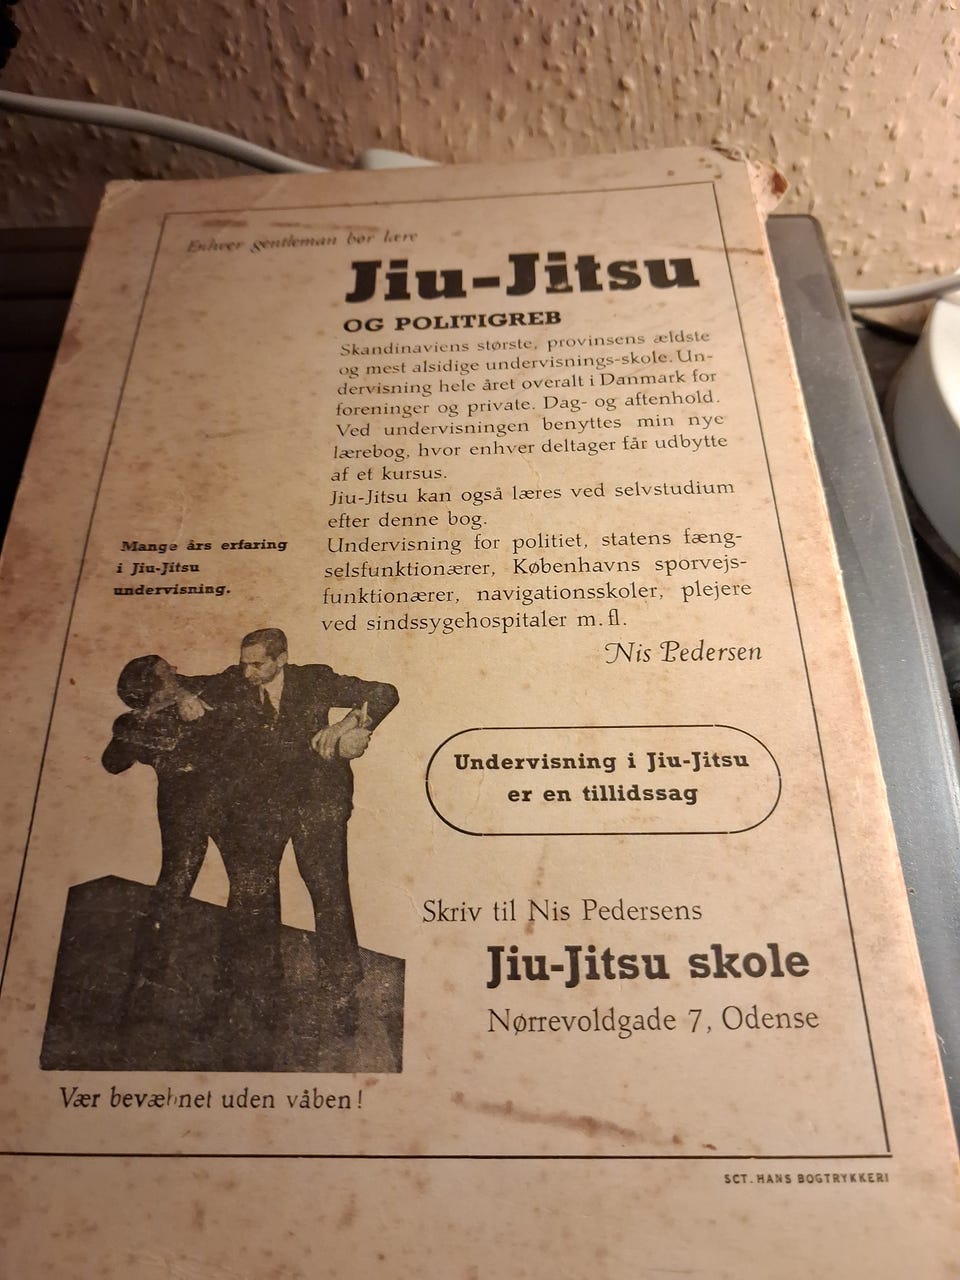 Enhver gentleman bør lære
Jiu-Jitsu
OG POLITIGREB
Skandinaviens største, provinsens ældste
og mest alsidige undervisnings-skole. Un-
dervisning hele året overalt i Danmark for
foreninger og private. Dag- og aftenhold.
Ved undervisningen benyttes min nye
lærebog, hvor enhver deltager får udbytte
af et kursus.
Jiu-Jitsu kan også læres ved selvstudium
efter denne bog.
Undervisning for politiet, statens fæng-
selsfunktionærer, Københavns sporvejs-
funktionærer, navigationsskoler, plejere
ved sindssygehospitaler m. fl.
Nis Pedersen
Mange års erfaring
i Jiu-Jitsu
undervisning.
Undervisning i Jiu-Jitsu
er en tillidssag
Skriv til Nis Pedersens
Jiu-Jitsu skole
Nørrevoldgade 7, Odense
Vær bevæbnet uden våben!
SCT. HANS BOGTRYKKERI